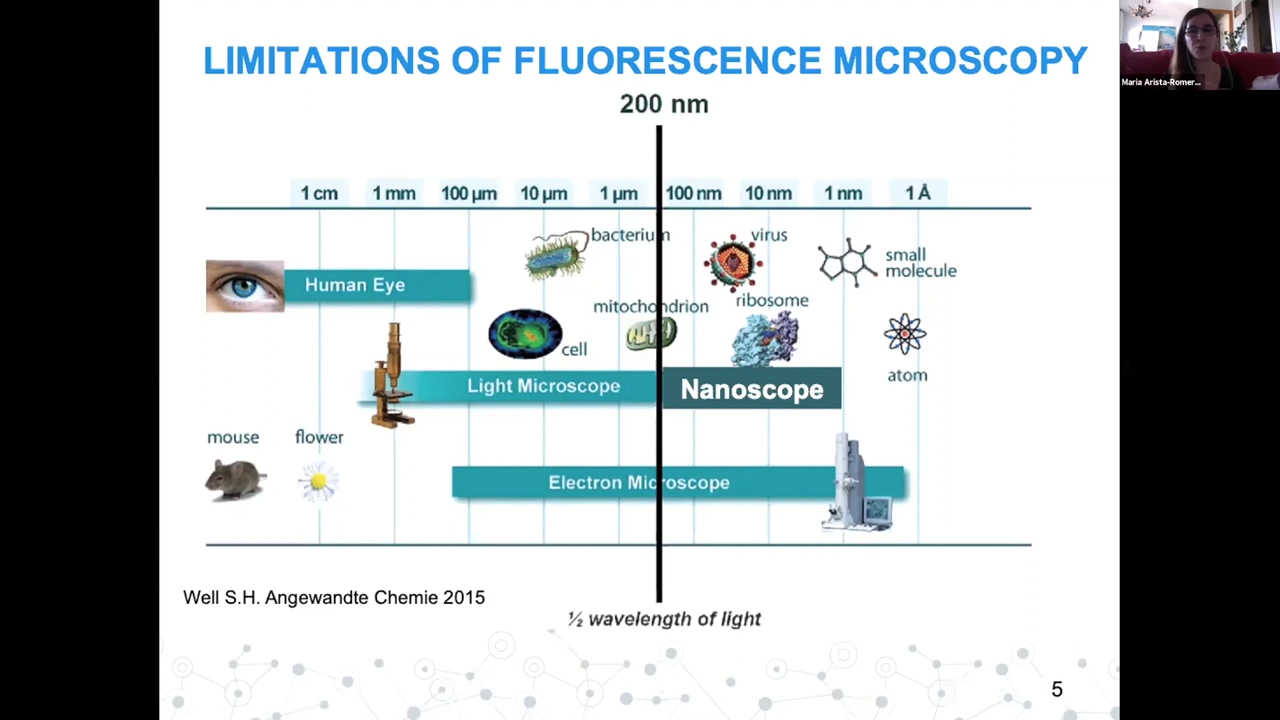 LIMITATIONS OF FLUORESCENCE MICROSCOPY
Maria Arista-Romer...
200 nm
1 cm 1 mm 100 µm 10 µm 1 µm 100 nm 10 nm 1 nm 1 Å
bacterium virus
small
molecule
Human Eye
mitochondrion ribosome
cell
atom
Light Microscope Nanoscope
mouse flower
Electron Microscope
Well S.H. Angewandte Chemie 2015
½ wavelength of light
5